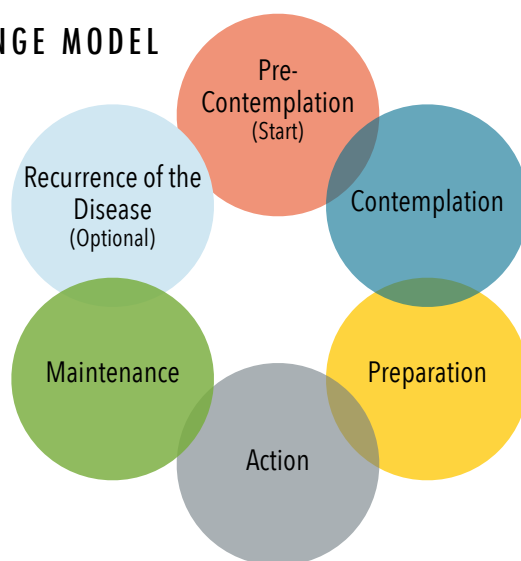 NGE MODEL
Pre-
Contemplation
(Start)
Contemplation
Preparation
Action
Maintenance
Recurrence of the
Disease
(Optional)